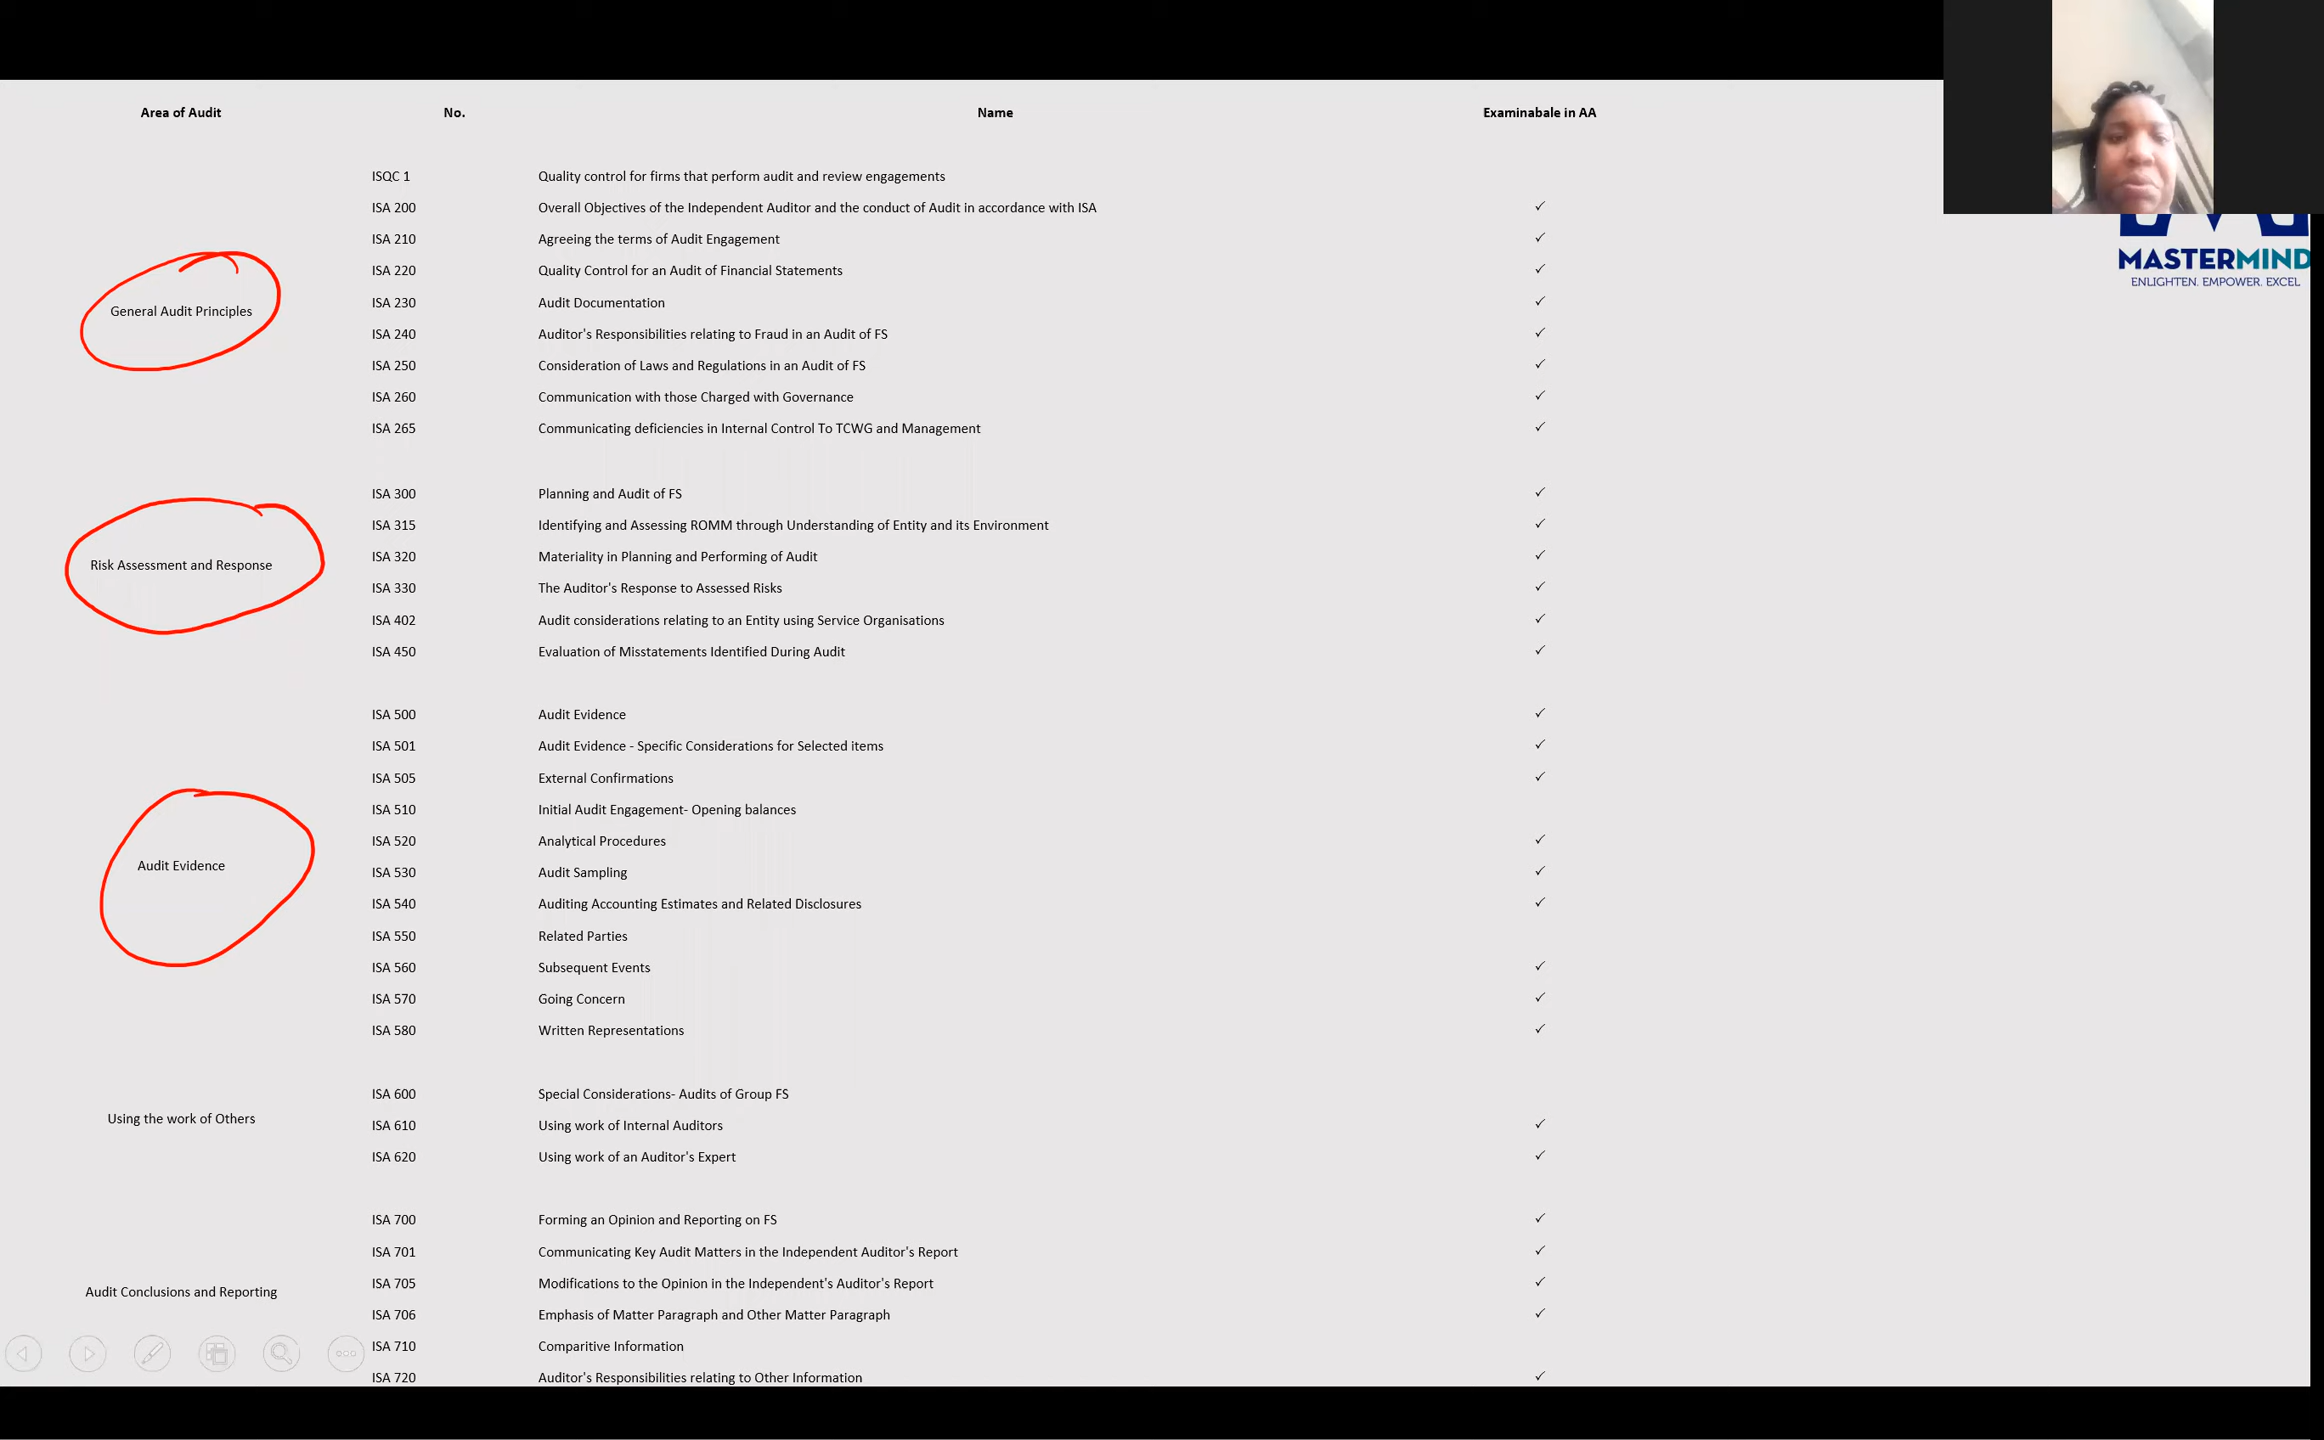 Area of Audit No. Name Examinabale in AA
ISQC 1 Quality control for firms that perform audit and review engagements
ISA 200 Overall Objectives of the Independent Auditor and the conduct of Audit in accordance with ISA ✓
ISA 210 Agreeing the terms of Audit Engagement ✓
ISA 220 Quality Control for an Audit of Financial Statements ✓
MASTERMIND
ENLIGHTEN. EMPOWER. EXCEL
ISA 230 Audit Documentation ✓
General Audit Principles
ISA 240 Auditor's Responsibilities relating to Fraud in an Audit of FS ✓
ISA 250 Consideration of Laws and Regulations in an Audit of FS ✓
ISA 260 Communication with those Charged with Governance ✓
ISA 265 Communicating deficiencies in Internal Control To TCWG and Management ✓
ISA 300 Planning and Audit of FS ✓
ISA 315 Identifying and Assessing ROMM through Understanding of Entity and its Environment ✓
ISA 320 Materiality in Planning and Performing of Audit ✓
Risk Assessment and Response
ISA 330 The Auditor's Response to Assessed Risks ✓
ISA 402 Audit considerations relating to an Entity using Service Organisations ✓
ISA 450 Evaluation of Misstatements Identified During Audit ✓
ISA 500 Audit Evidence ✓
ISA 501 Audit Evidence - Specific Considerations for Selected items ✓
ISA 505 External Confirmations ✓
ISA 510 Initial Audit Engagement- Opening balances
ISA 520 Analytical Procedures ✓
Audit Evidence
ISA 530 Audit Sampling ✓
ISA 540 Auditing Accounting Estimates and Related Disclosures ✓
ISA 550 Related Parties
ISA 560 Subsequent Events ✓
ISA 570 Going Concern ✓
ISA 580 Written Representations ✓
ISA 600 Special Considerations- Audits of Group FS
Using the work of Others
ISA 610 Using work of Internal Auditors ✓
ISA 620 Using work of an Auditor's Expert ✓
ISA 700 Forming an Opinion and Reporting on FS ✓
ISA 701 Communicating Key Audit Matters in the Independent Auditor's Report ✓
ISA 705 Modifications to the Opinion in the Independent's Auditor's Report ✓
Audit Conclusions and Reporting
ISA 706 Emphasis of Matter Paragraph and Other Matter Paragraph ✓
ISA 710 Comparitive Information
ISA 720 Auditor's Responsibilities relating to Other Information ✓